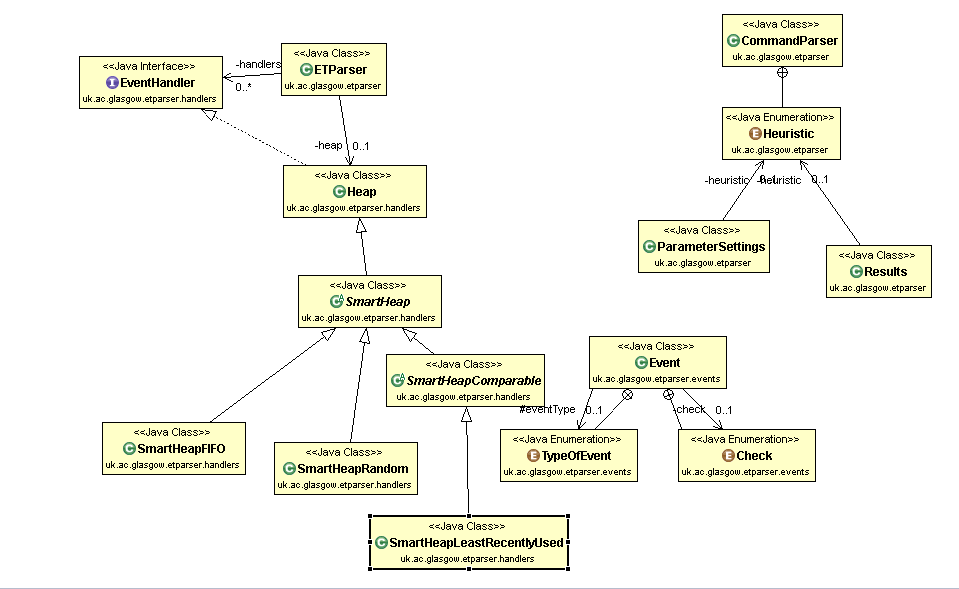 <<Java Class>>
CommandParser
uk.ac.glasgow.etparser
<<Java Interface>>
EventHandler
uk.ac.glasgow.etparser.handlers
-handlers
0..*
<<Java Class>>
ETParser
uk.ac.glasgow.etparser
-heap 0..1
<<Java Class>>
Heap
uk.ac.glasgow.etparser.handlers
<<Java Enumeration>>
Heuristic
uk.ac.glasgow.etparser
-heuristic 0..1
-heuristic 0..1
<<Java Class>>
ParameterSettings
uk.ac.glasgow.etparser
<<Java Class>>
Results
uk.ac.glasgow.etparser
<<Java Class>>
SmartHeap
uk.ac.glasgow.etparser.handlers
<<Java Class>>
SmartHeapComparable
uk.ac.glasgow.etparser.handlers
<<Java Class>>
Event
uk.ac.glasgow.etparser.events
#eventType 0..1
-check 0..1
<<Java Class>>
SmartHeapFIFO
uk.ac.glasgow.etparser.handlers
<<Java Class>>
SmartHeapRandom
uk.ac.glasgow.etparser.handlers
<<Java Enumeration>>
TypeOfEvent
uk.ac.glasgow.etparser.events
<<Java Enumeration>>
Check
uk.ac.glasgow.etparser.events
<<Java Class>>
SmartHeapLeastRecentlyUsed
uk.ac.glasgow.etparser.handlers